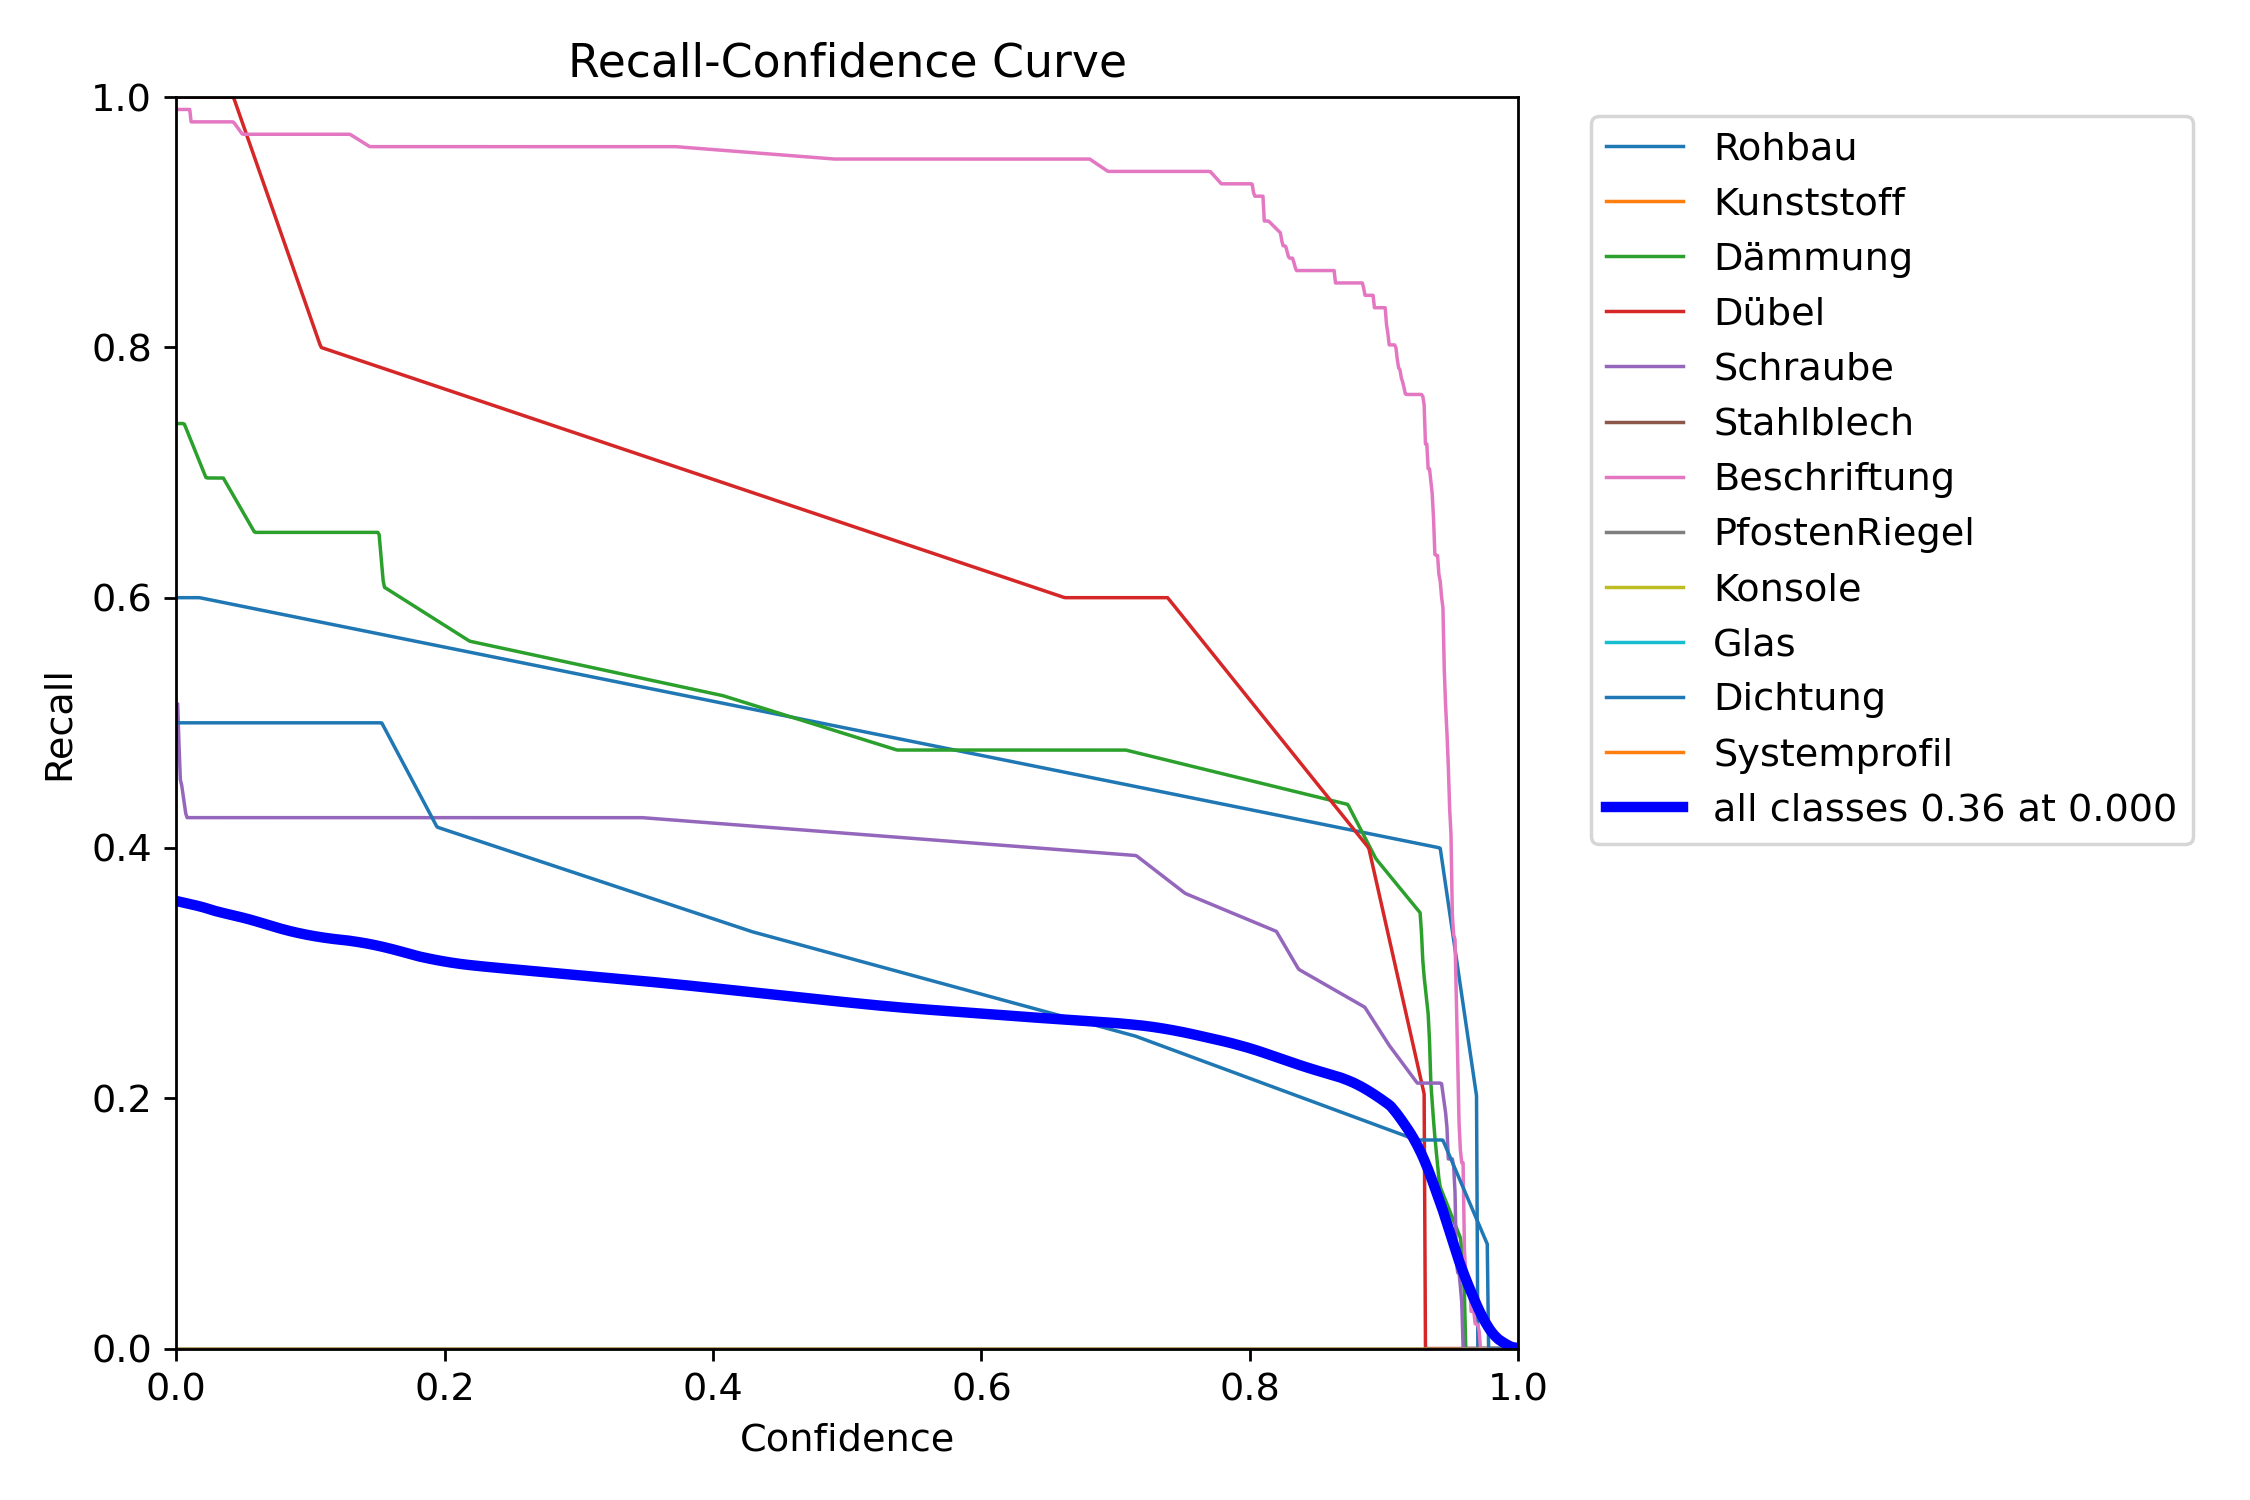 Recall-Confidence Curve
1.0
0.8
0.6
0.4
0.2
0.0
Recall
0.0 0.2 0.4 0.6 0.8 1.0
Confidence
Rohbau
Kunststoff
Dämmung
Dübel
Schraube
Stahlblech
Beschriftung
PfostenRiegel
Konsole
Glas
Dichtung
Systemprofil
all classes 0.36 at 0.000